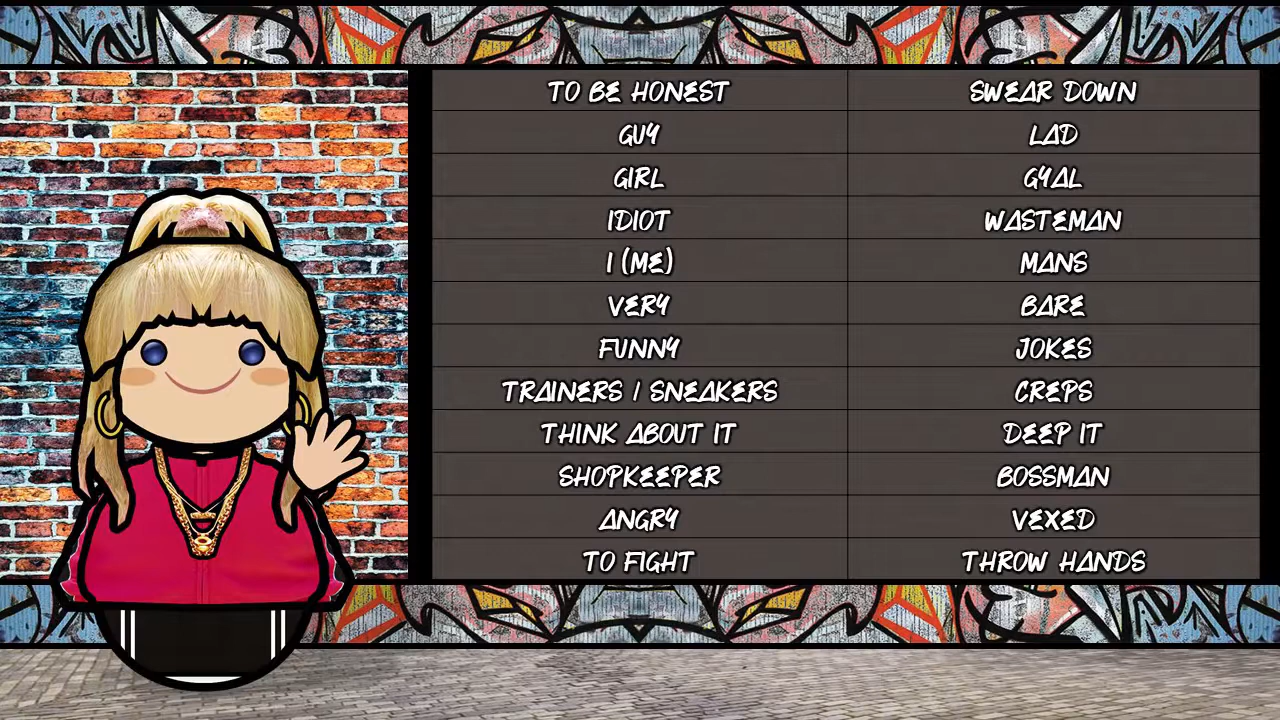 TO BE HONEST SWEAR DOWN
GUY LAD
GIRL GYAL
IDIOT WASTEMAN
I (ME) MANS
VERY BARE
FUNNY JOKES
TRAINERS / SNEAKERS CREPS
THINK ABOUT IT DEEP IT
SHOPKEEPER BOSSMAN
ANGRY VEXED
TO FIGHT THROW HANDS